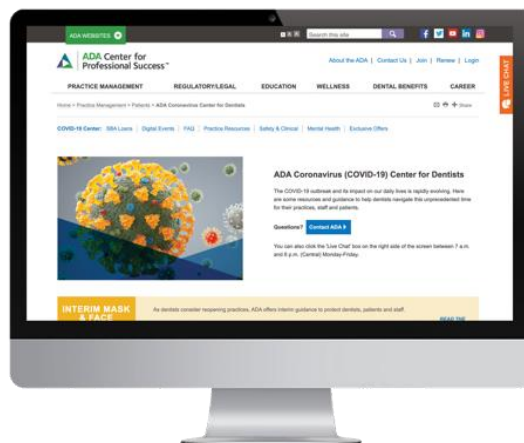 ADA WEBSITES
Search this site
ADA Center for
Professional Success™
About the ADA | Contact Us | Join | Renew | Login
LIVE CHAT
PRACTICE MANAGEMENT REGULATORY/LEGAL EDUCATION WELLNESS DENTAL BENEFITS CAREER
Home > Practice Management > Patients > ADA Coronavirus Center for Dentists
Share
COVID-19 Center: SBA Loans | Digital Events | FAQ | Practice Resources | Safety & Clinical | Mental Health | Exclusive Offers
ADA Coronavirus (COVID-19) Center for Dentists
The COVID-19 outbreak and its impact on our daily lives is rapidly evolving. Here
are some resources and guidance to help dentists navigate this unprecedented time
for their practices, staff and patients.
Questions? Contact ADA
You can also click the 'Live Chat' box on the right side of the screen between 7 a.m.
and 6 p.m. (Central) Monday-Friday.
INTERIM MASK
& FACE
As dentists consider reopening practices, ADA offers interim guidance to protect dentists, patients and staff.
READ THE